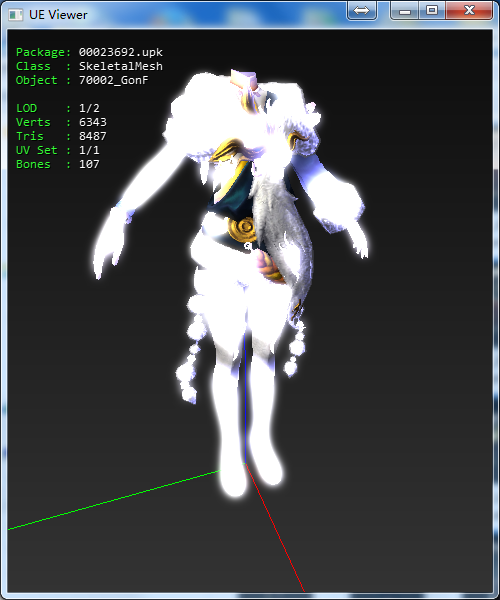 UE Viewer
Package: 00023692.upk
Class : SkeletalMesh
Object : 70002_GonF
LOD : 1/2
Verts : 6343
Tris : 8487
UV Set : 1/1
Bones : 107